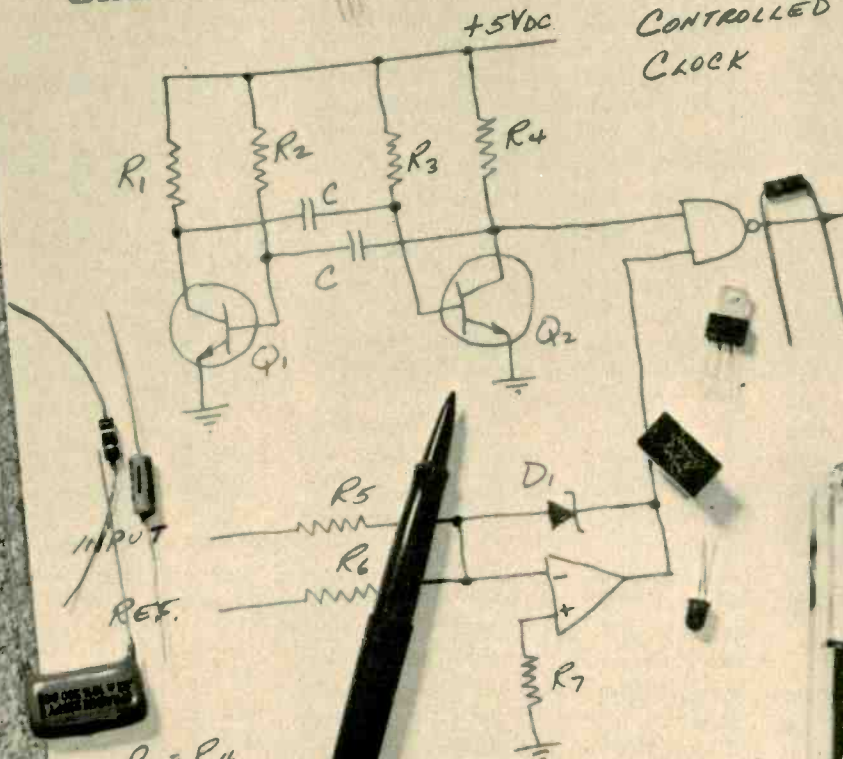 CONTROLLED
CLOCK
+5VDC
R1
R2
R3
R4
C
C
Q1
Q2
R5
D1
INPUT
R6
REF.
-
+
R7